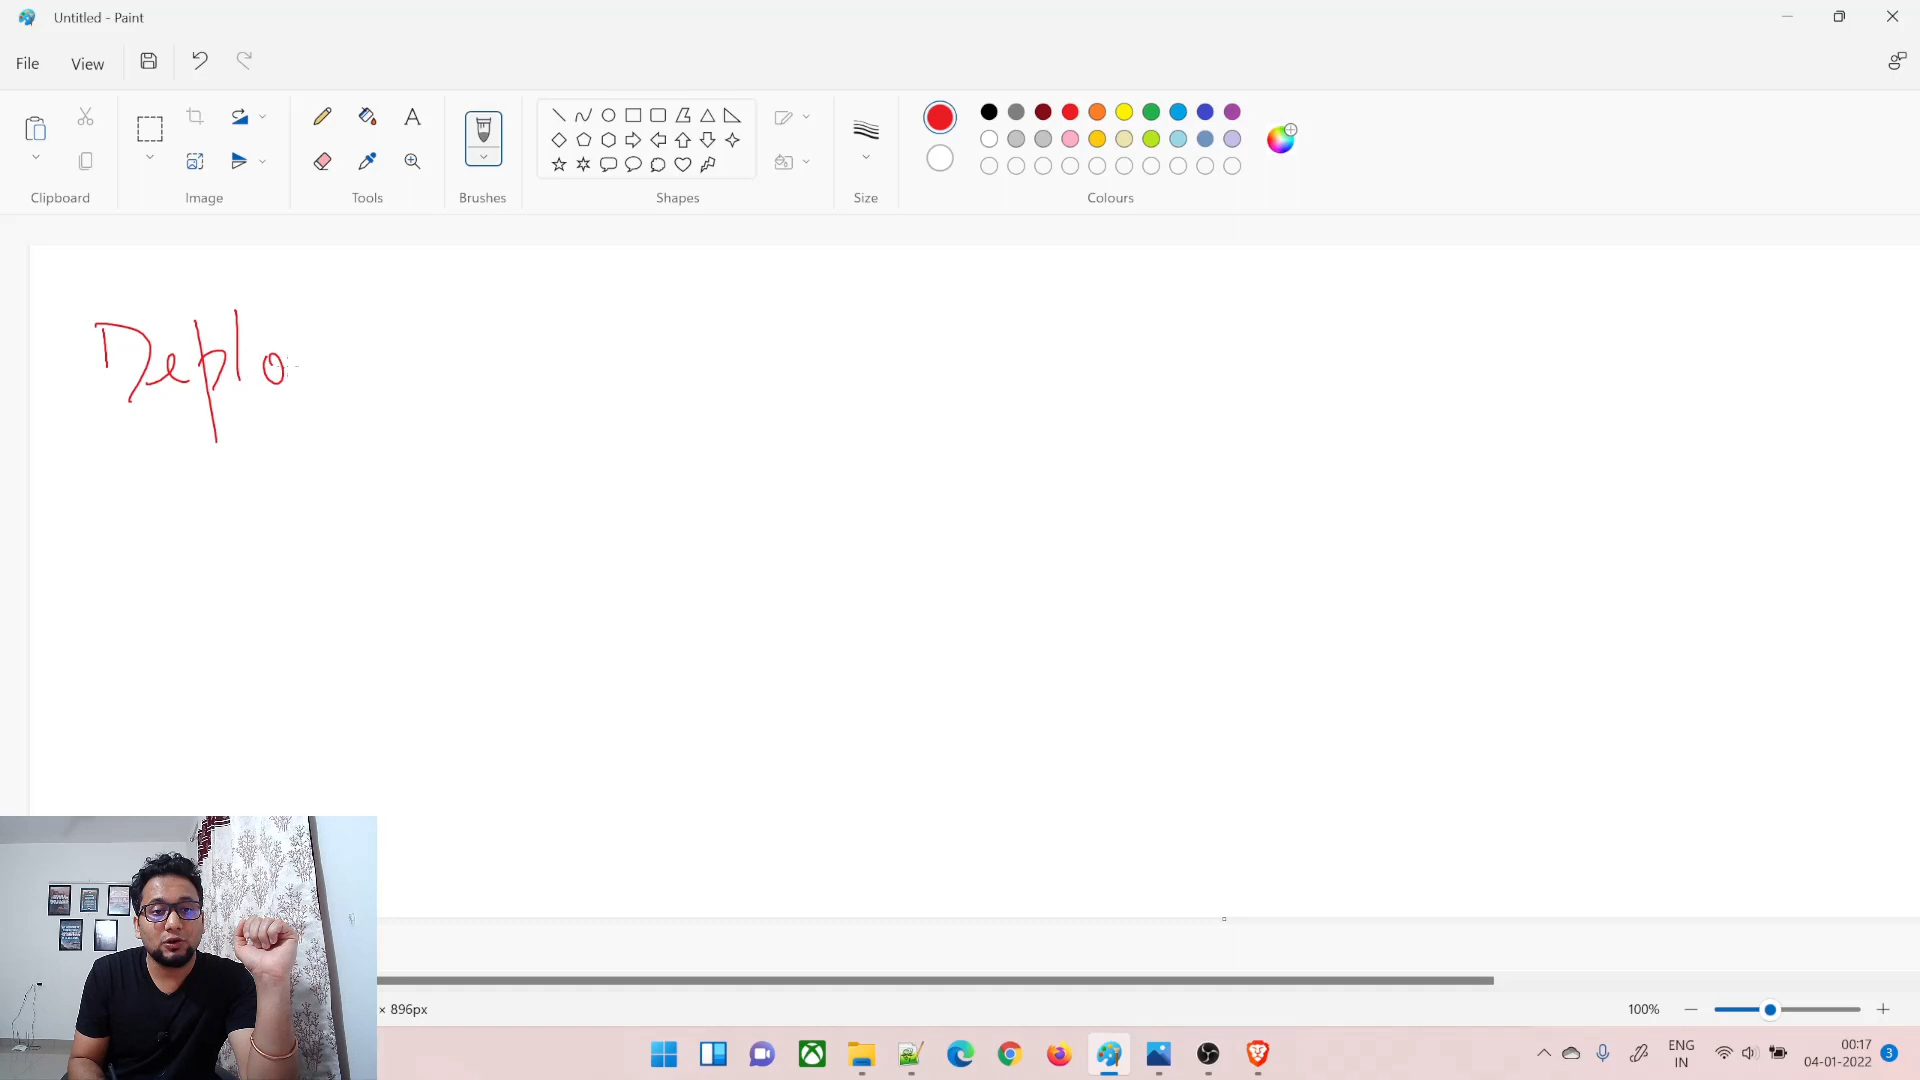 Untitled - Paint
File View
Clipboard Image Tools Brushes Shapes Size Colours
Deplo
× 896px
100%
ENG
IN
00:17
04-01-2022
3